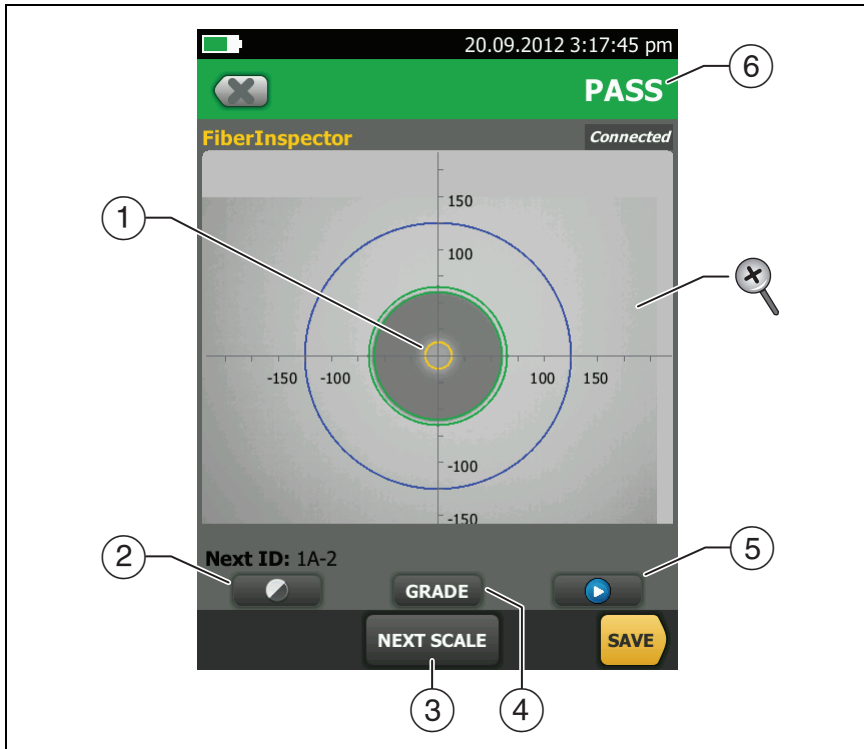 20.09.2012 3:17:45 pm
PASS
6
FiberInspector
Connected
1
150
100
-150 -100 100 150
-100
-150
Next ID: 1A-2
2
5
GRADE
NEXT SCALE
SAVE
3
4